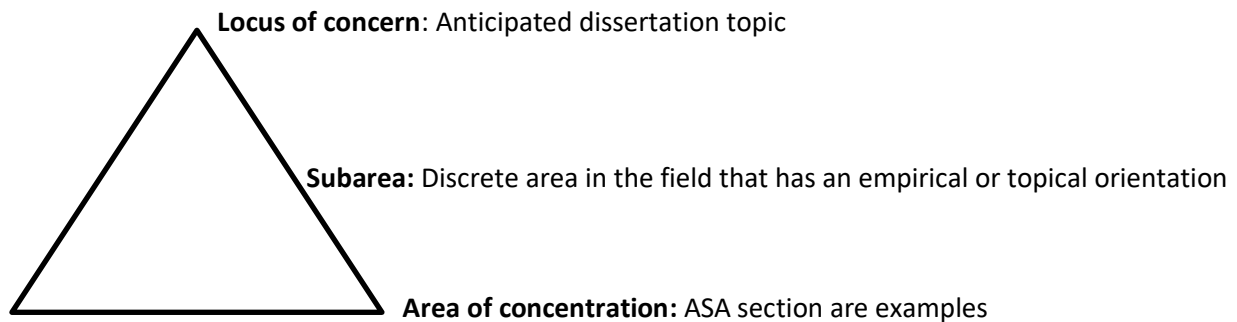 Locus of concern: Anticipated dissertation topic
Subarea: Discrete area in the field that has an empirical or topical orientation
Area of concentration: ASA section are examples